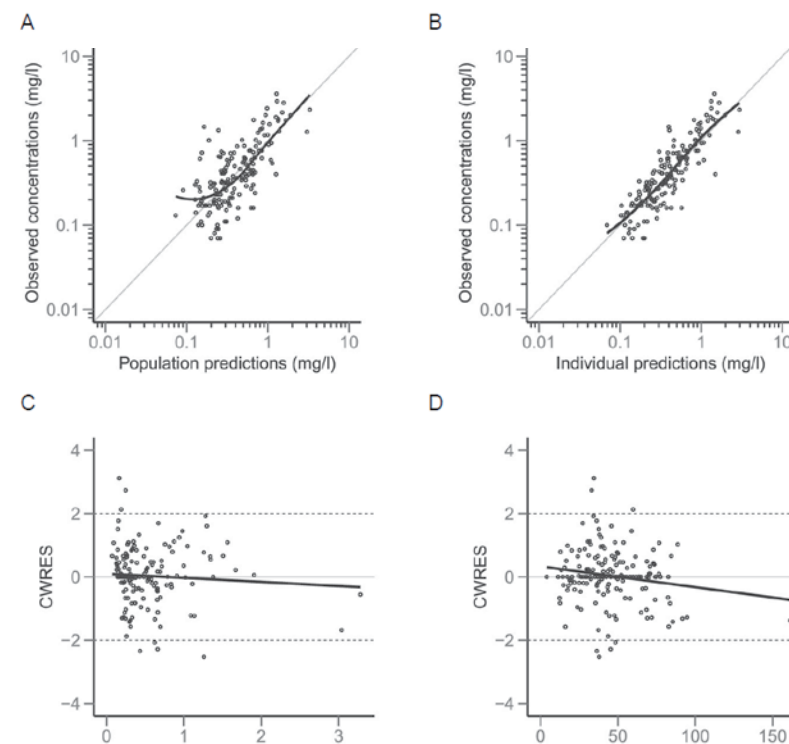 A
B
Observed concentrations (mg/l)
10
1
0.1
0.01
0.01 0.1 1 10
Population predictions (mg/l)
Observed concentrations (mg/l)
10
1
0.1
0.01
0.01 0.1 1 10
Individual predictions (mg/l)
C
D
CWRES
4
2
0
−2
−4
0 1 2 3
CWRES
4
2
0
−2
−4
0 50 100 150